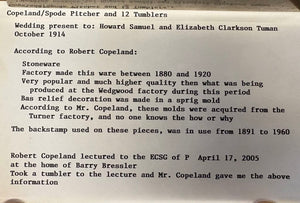 Copeland/Spode Pitcher and 12 Tumblers
Wedding present to: Howard Samuel and Elizabeth Clarkson Tuman
October 1914
According to Robert Copeland:
Stoneware
Factory made this ware between 1880 and 1920
Very popular and much higher quality then what was being
produced at the Wedgwood factory during this period
Bas relief decoration was made in a sprig mold
According to Mr. Copeland, these molds were acquired from the
Turner factory, and no one knows the how or why
The backstamp used on these pieces, was in use from 1891 to 1960
Robert Copeland lectured to the ECSG of P April 17, 2005
at the home of Barry Bressler
Took a tumbler to the lecture and Mr. Copeland gave me the above
information